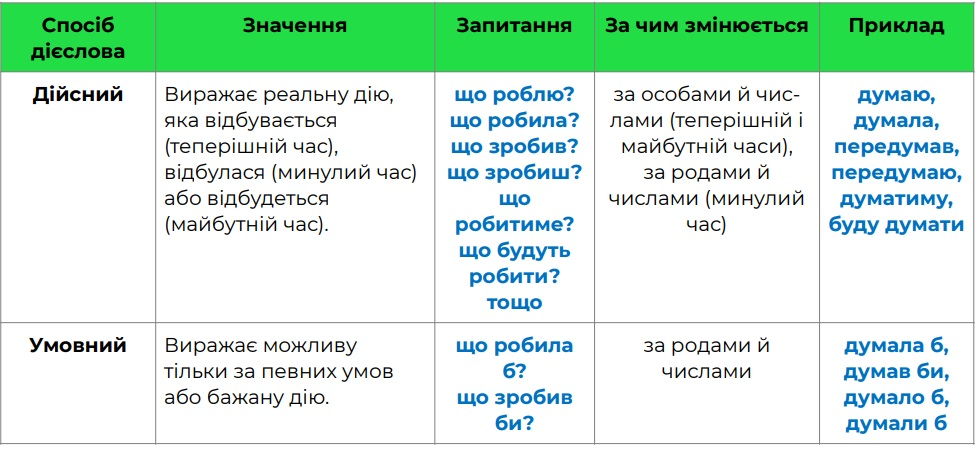 Спосіб
дієслова
Значення
Запитання
За чим змінюється
Приклад
Дійсний
Виражає реальну дію,
яка відбувається
(теперішній час),
відбулася (минулий час)
або відбудеться
(майбутній час).
що роблю?
що робила?
що зробив?
що зробиш?
що
робитиме?
що будуть
робити?
тощо
за особами й чис-
лами (теперішній і
майбутній часи),
за родами й
числами (минулий
час)
думаю,
думала,
передумав,
передумаю,
думатиму,
буду думати
Умовний
Виражає можливу
тільки за певних умов
або бажану дію.
що робила
б?
що зробив
би?
за родами й
числами
думала б,
думав би,
думало б,
думали б